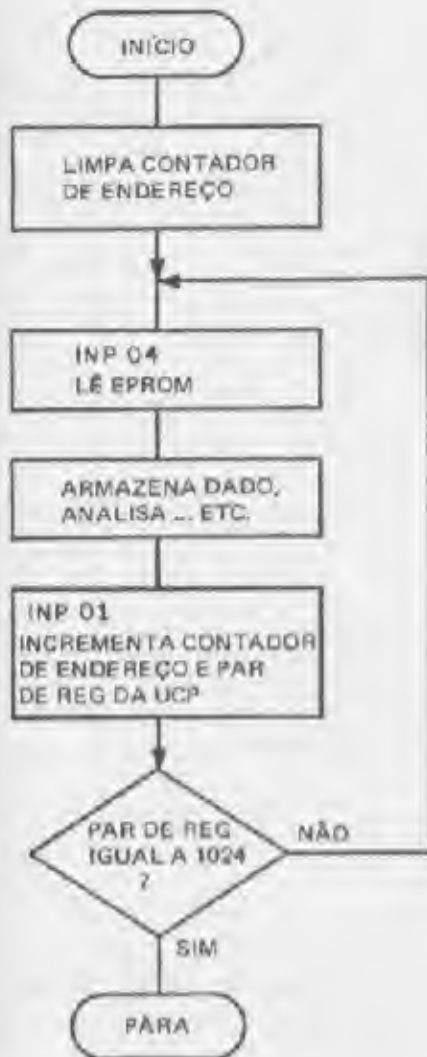 INÍCIO
LIMPA CONTADOR
DE ENDEREÇO
INP 04
LÊ EPROM
ARMAZENA DADO,
ANALISA ... ETC.
INP 01
INCREMENTA CONTADOR
DE ENDEREÇO E PAR
DE REG DA UCP
PAR DE REG
IGUAL A 1024
?
NÃO
SIM
PÁRA